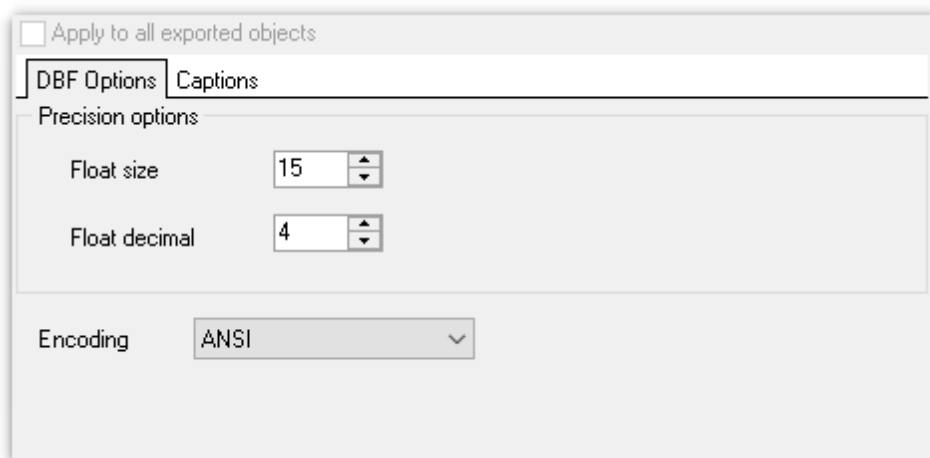 Apply to all exported objects
DBF Options Captions
Precision options
Float size 15
Float decimal 4
Encoding ANSI